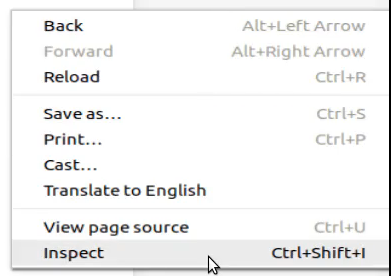 Back Alt+Left Arrow
Forward Alt+Right Arrow
Reload Ctrl+R
Save as... Ctrl+S
Print... Ctrl+P
Cast...
Translate to English
View page source Ctrl+U
Inspect Ctrl+Shift+I